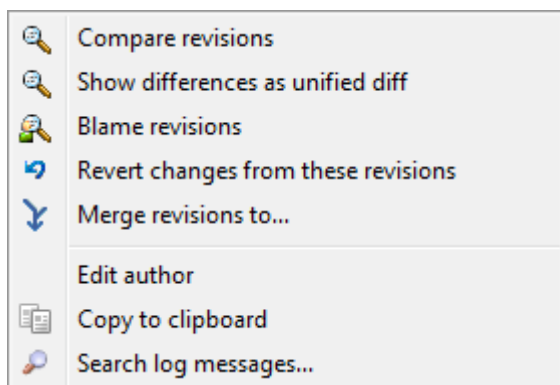 Compare revisions
Show differences as unified diff
Blame revisions
Revert changes from these revisions
Merge revisions to...
Edit author
Copy to clipboard
Search log messages...